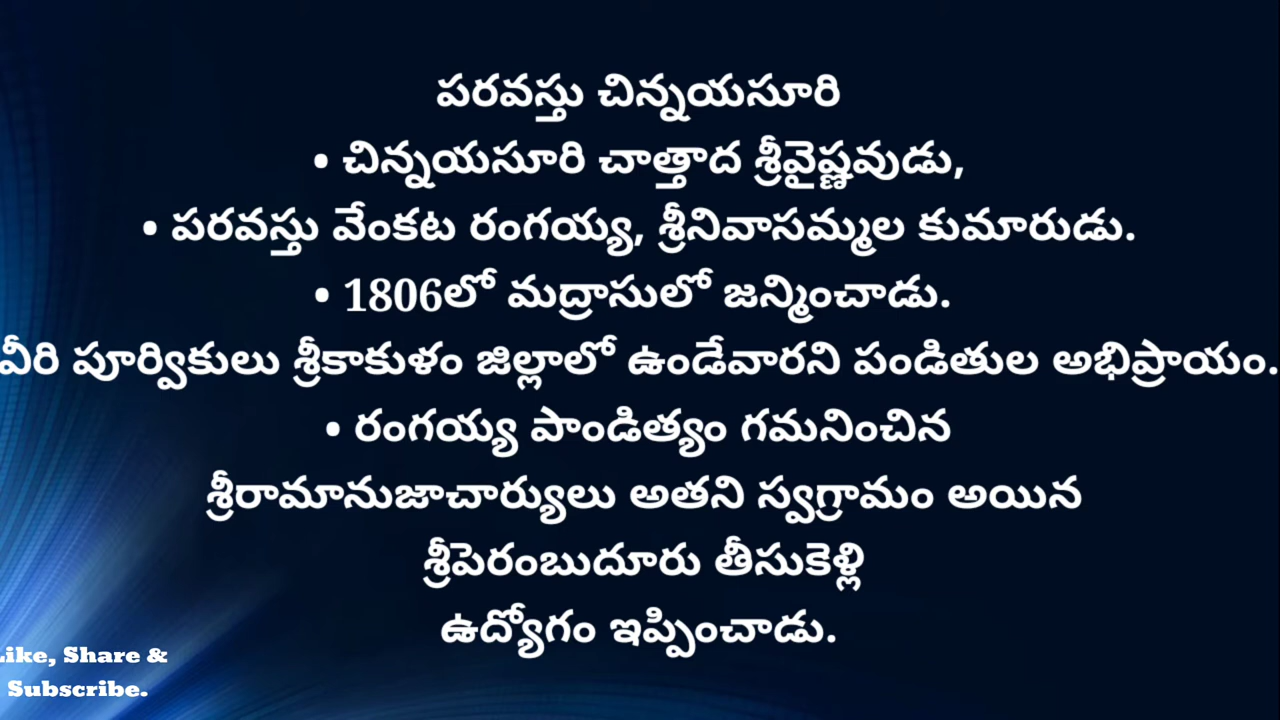 పరవస్తు చిన్నయసూరి
• చిన్నయసూరి చాత్తాద శ్రీవైష్ణవుడు,
• పరవస్తు వేంకట రంగయ్య, శ్రీనివాసమ్మల కుమారుడు.
• 1806లో మద్రాసులో జన్మించాడు.
వీరి పూర్వికులు శ్రీకాకుళం జిల్లాలో ఉండేవారని పండితుల అభిప్రాయం.
• రంగయ్య పాండిత్యం గమనించిన
శ్రీరామానుజాచార్యులు అతని స్వగ్రామం అయిన
శ్రీపెరంబుదూరు తీసుకెళ్లి
ఉద్యోగం ఇప్పించాడు.
Like, Share &
Subscribe.